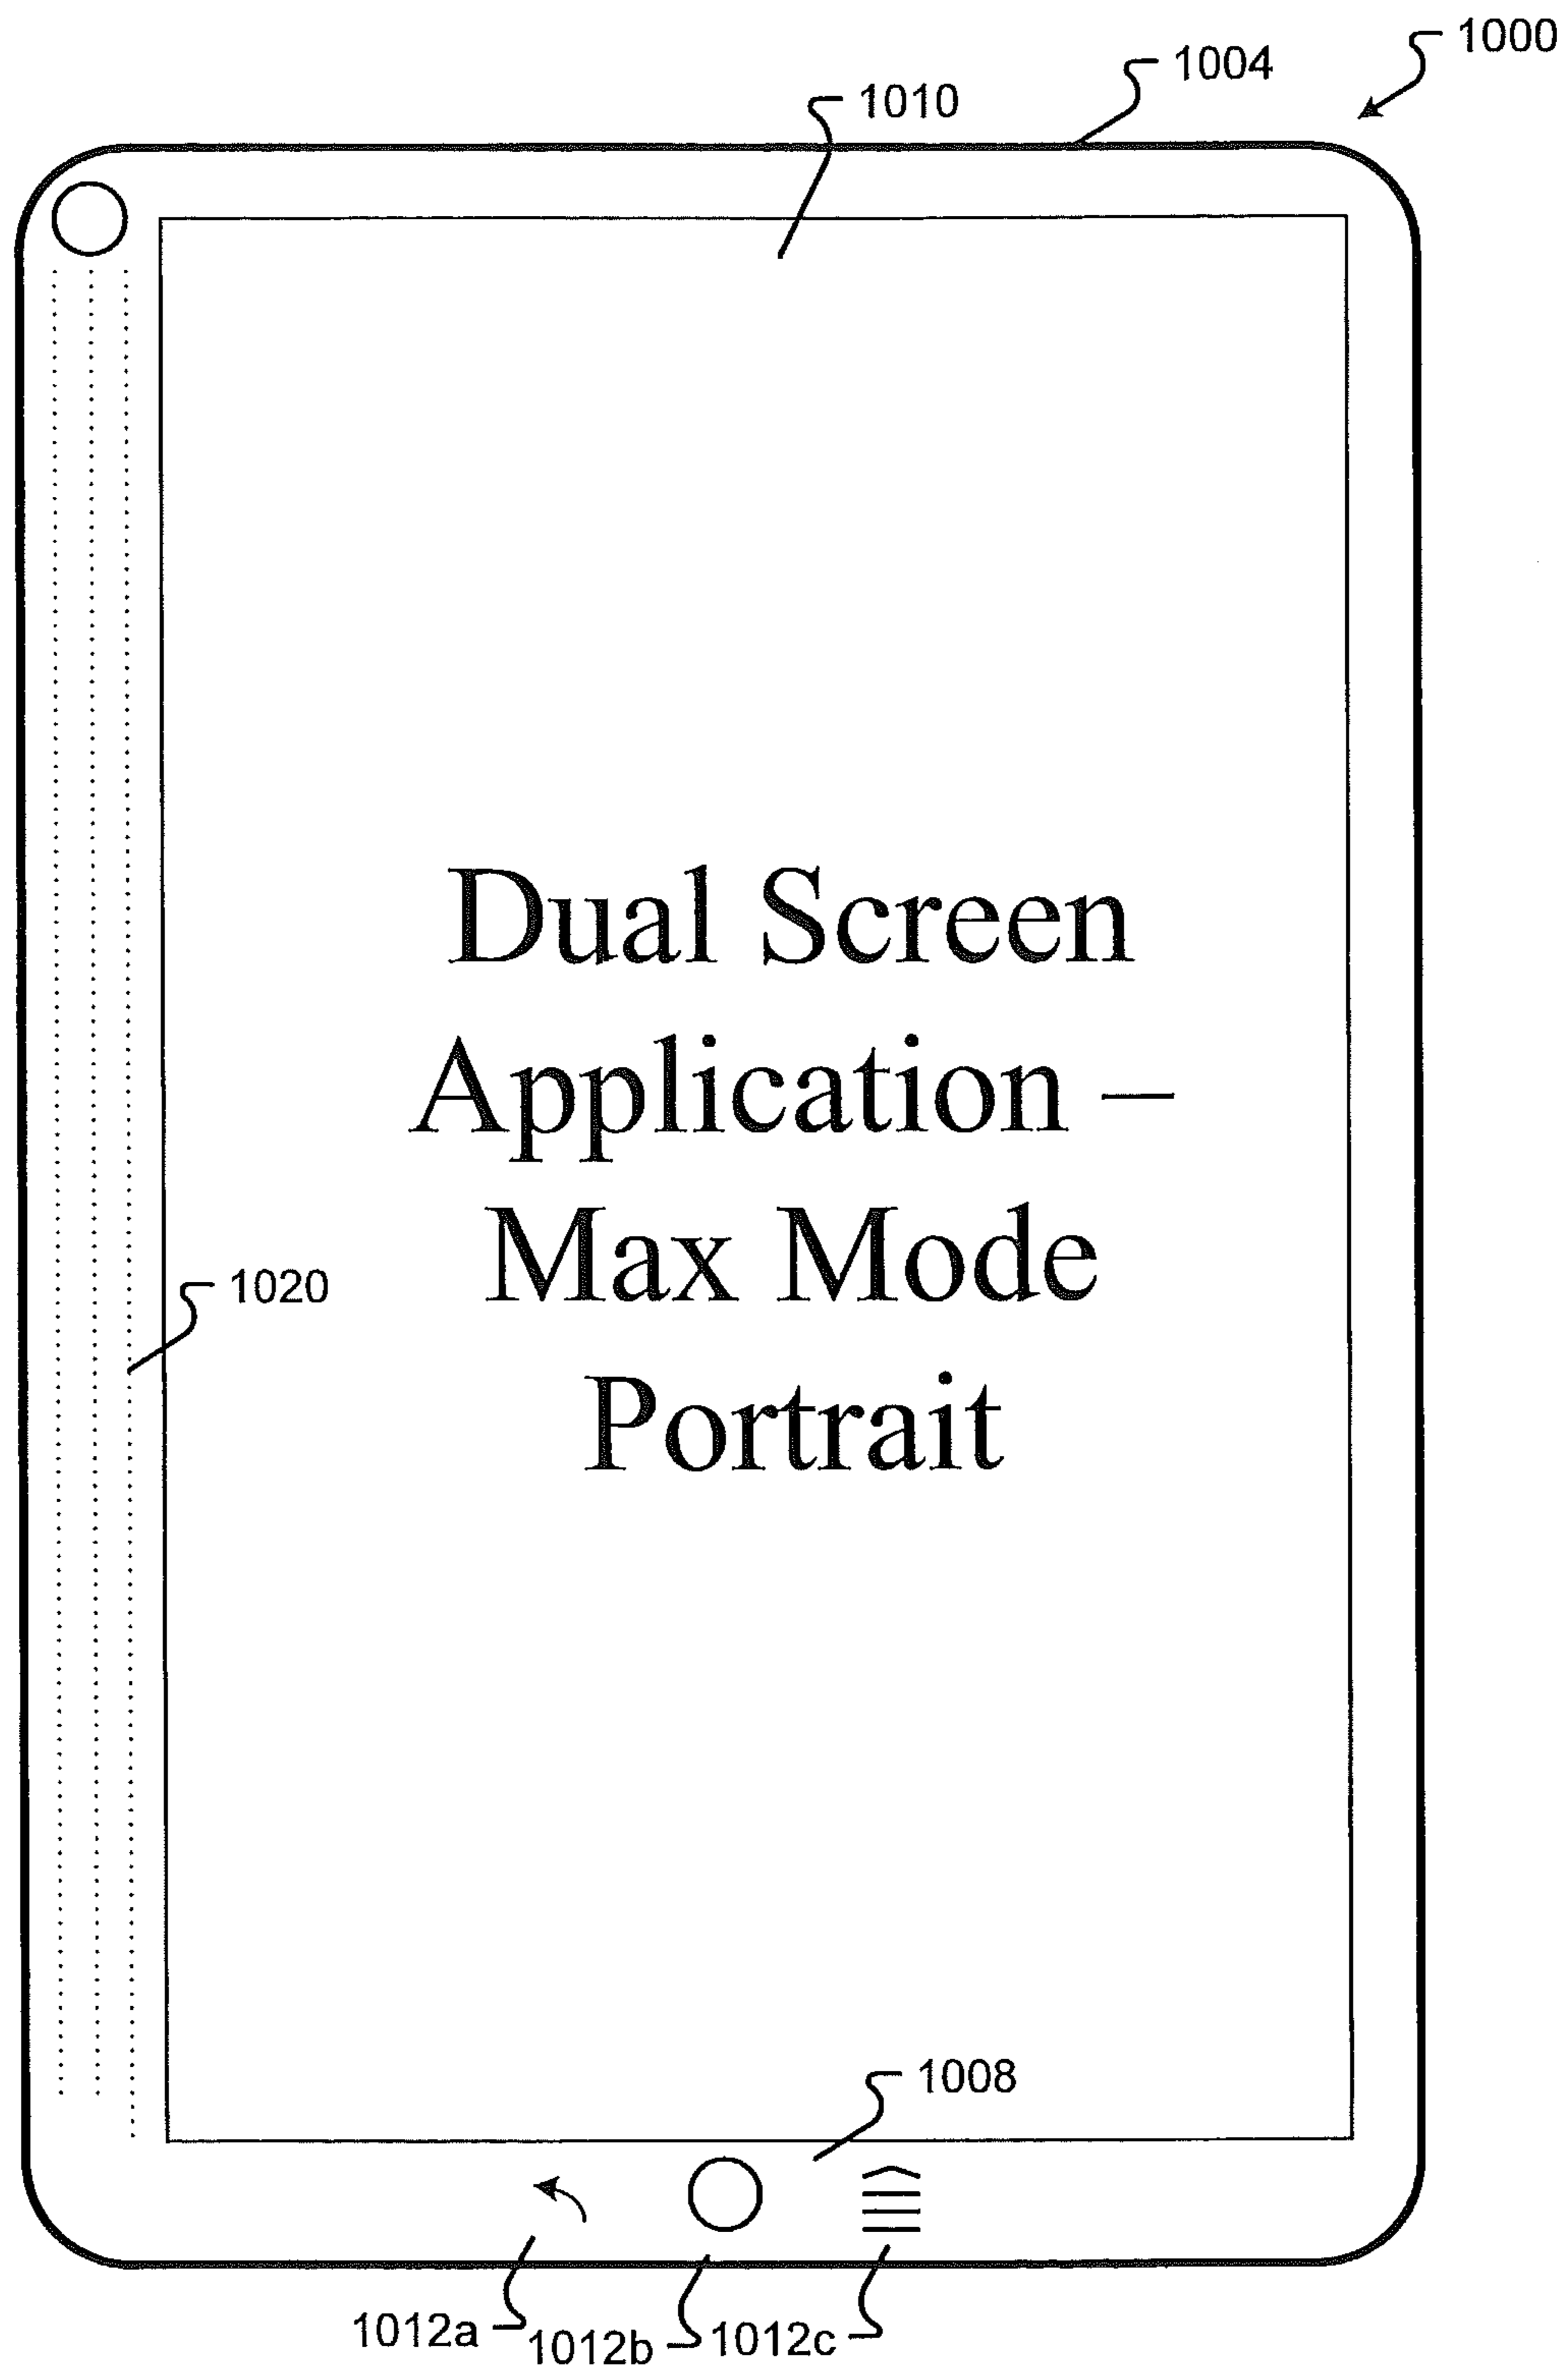 1000
1004
1010
Dual Screen
Application –
Max Mode
Portrait
1020
1008
1012a
1012b
1012c